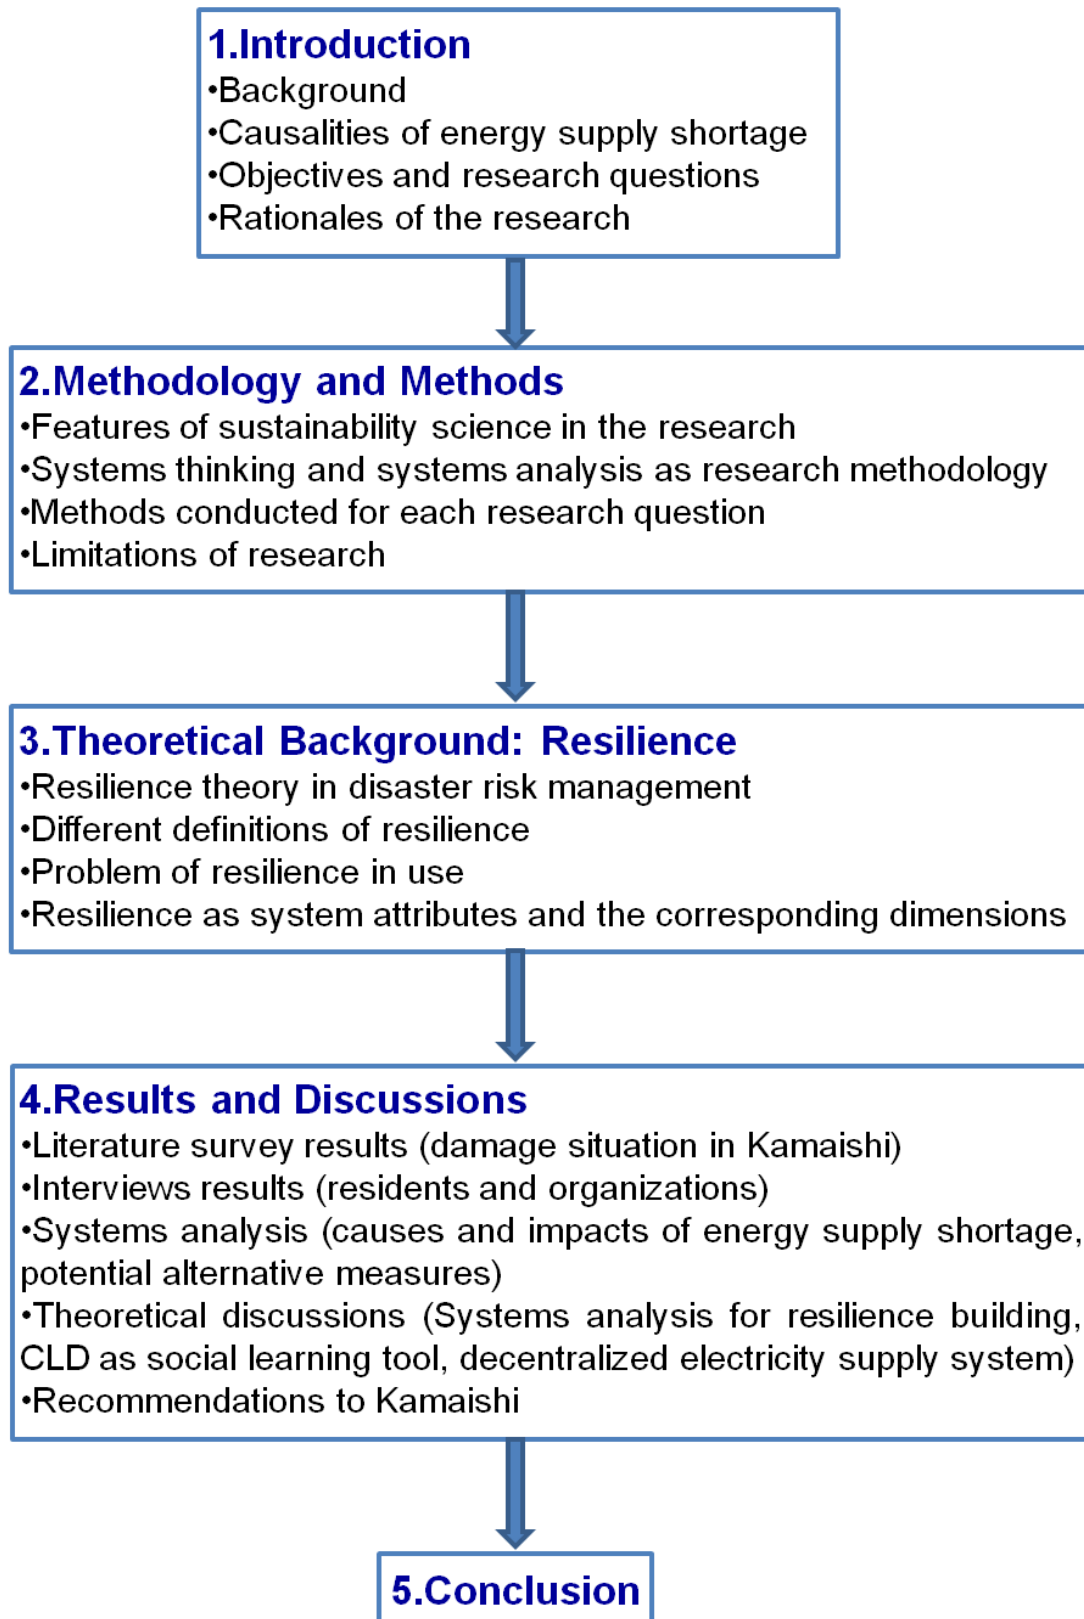 1.Introduction
•Background
•Causalities of energy supply shortage
•Objectives and research questions
•Rationales of the research
2.Methodology and Methods
•Features of sustainability science in the research
•Systems thinking and systems analysis as research methodology
•Methods conducted for each research question
•Limitations of research
3.Theoretical Background: Resilience
•Resilience theory in disaster risk management
•Different definitions of resilience
•Problem of resilience in use
•Resilience as system attributes and the corresponding dimensions
4.Results and Discussions
•Literature survey results (damage situation in Kamaishi)
•Interviews results (residents and organizations)
•Systems analysis (causes and impacts of energy supply shortage,
potential alternative measures)
•Theoretical discussions (Systems analysis for resilience building,
CLD as social learning tool, decentralized electricity supply system)
•Recommendations to Kamaishi
5.Conclusion